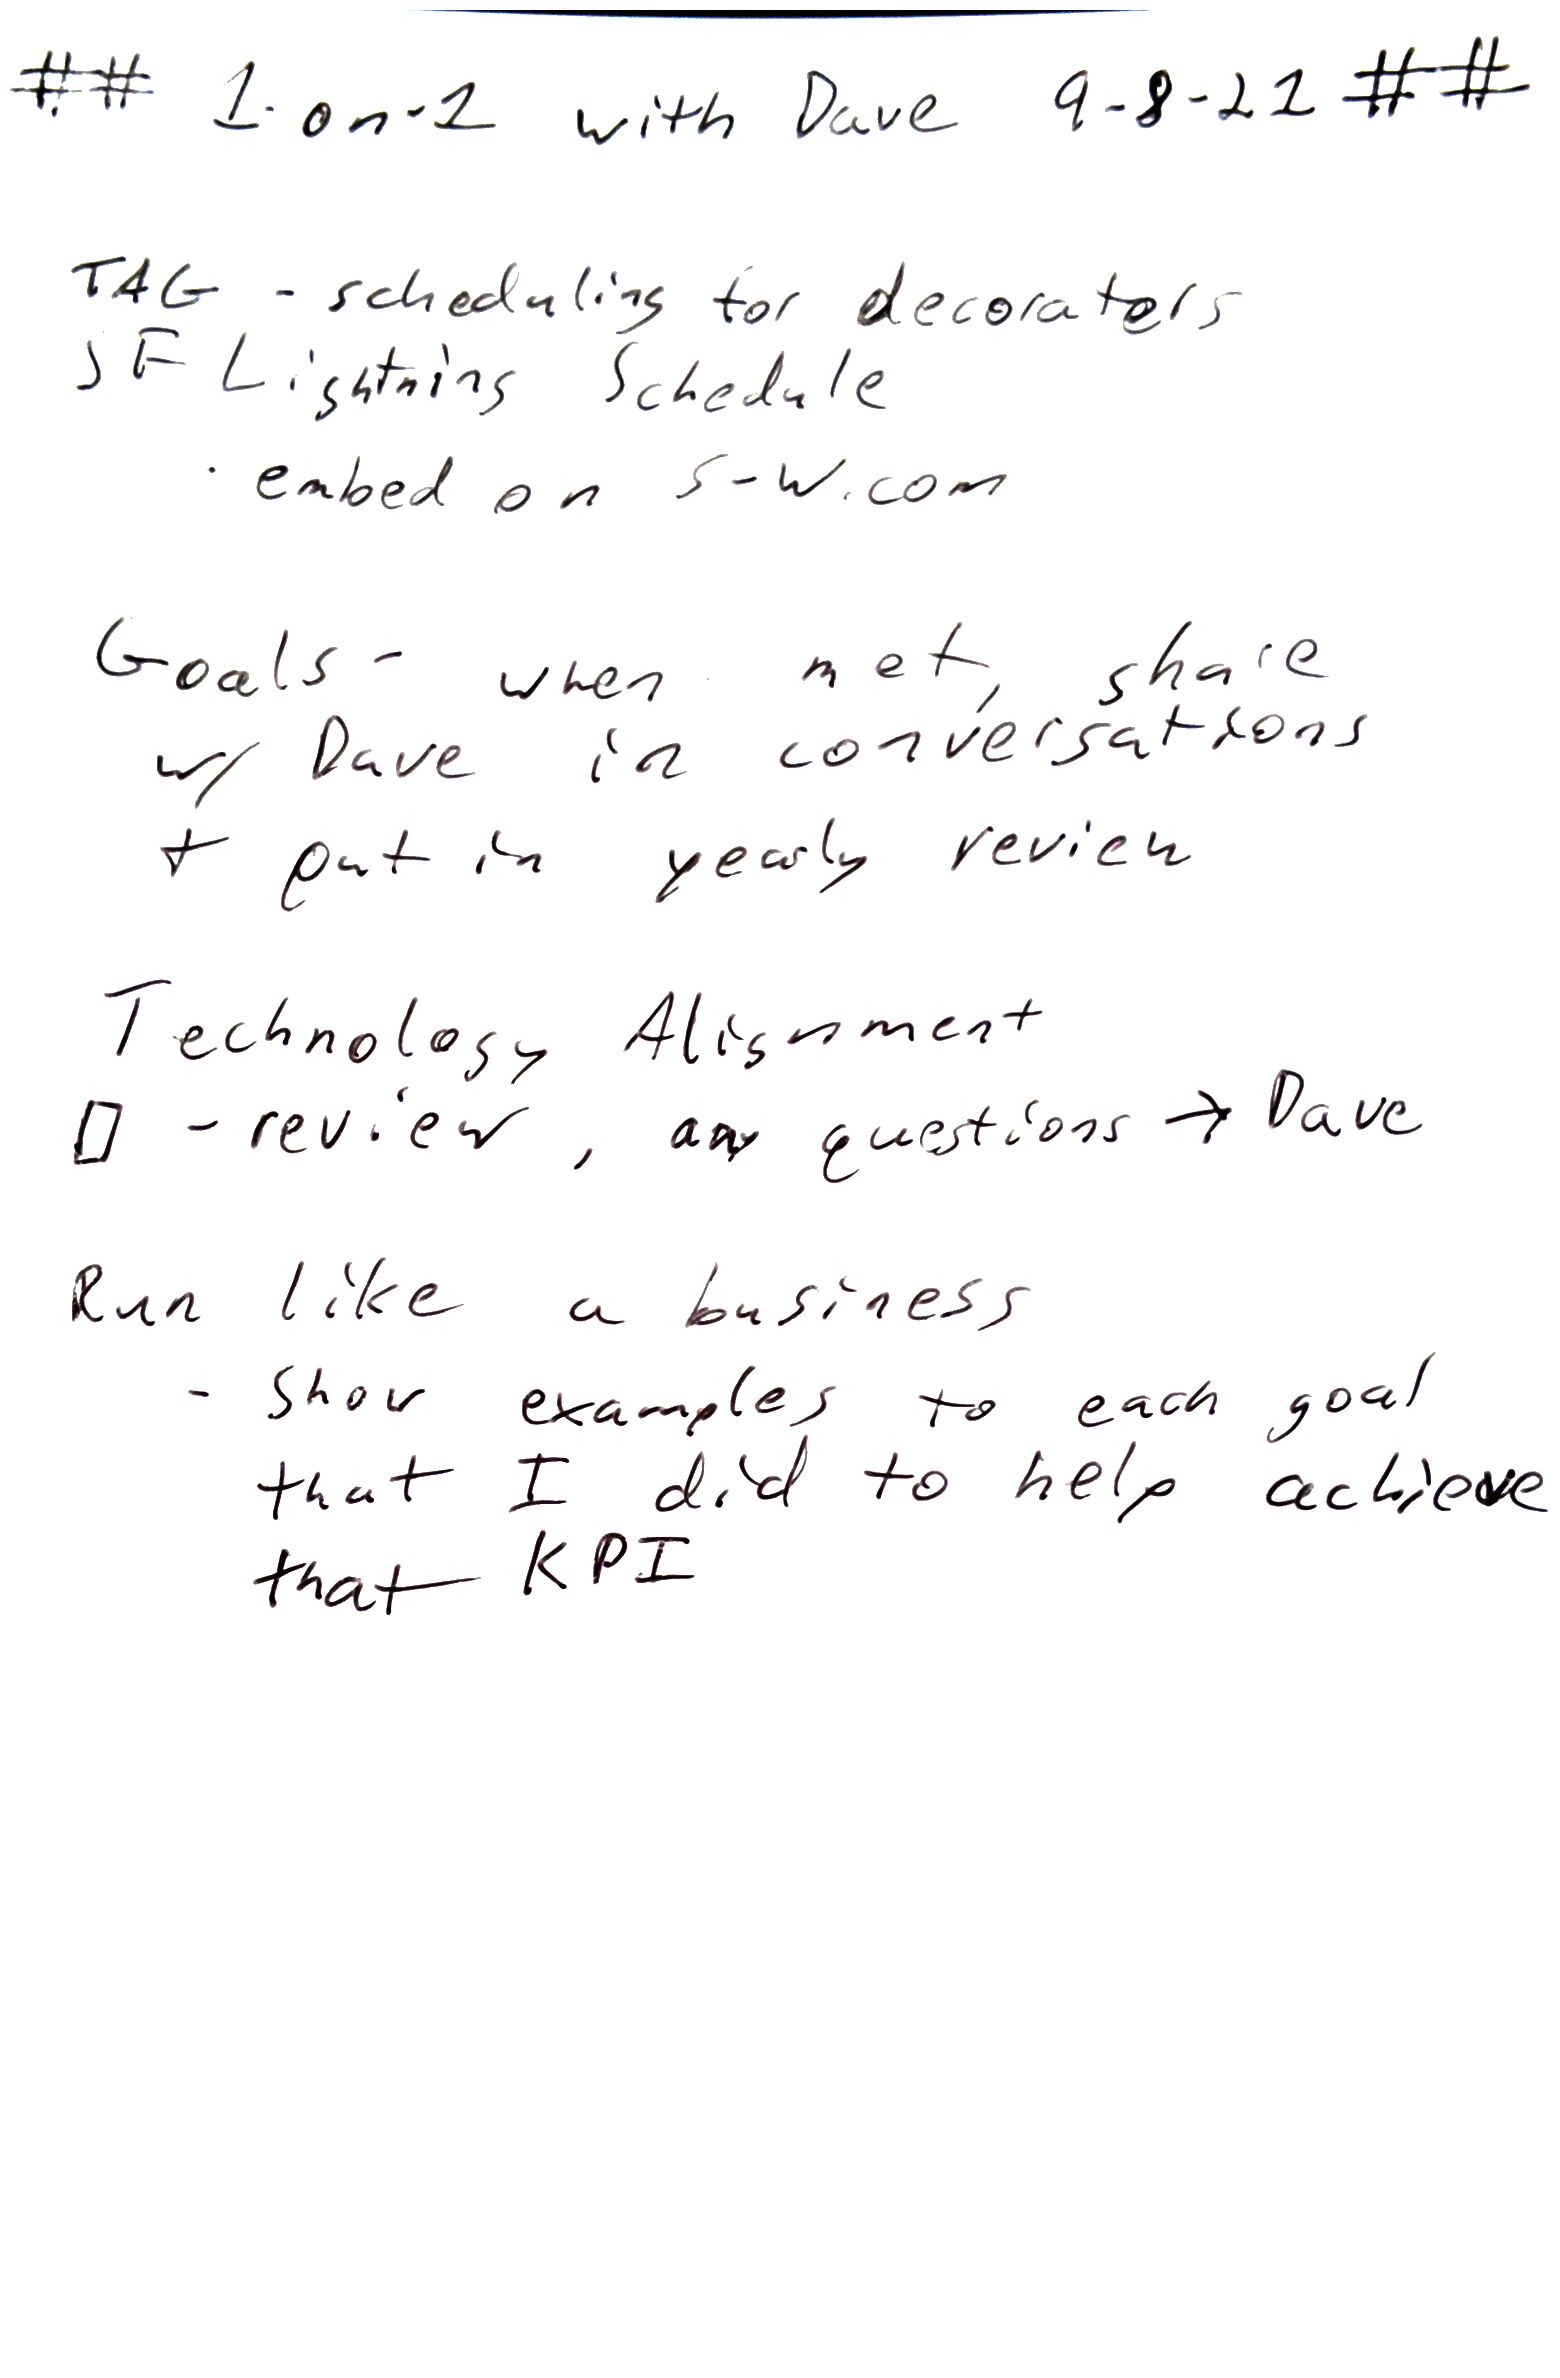 ## 1-on-1 with Dave 9-8-22 ##
TAG - scheduling for decorators
SF Lightning Schedule
· embed on S-W.com
Goals - when met, share
w/ Dave in conversations
+ put in yearly review
Technology Alignment
☐ - review, any questions → Dave
Run like a business
- Show examples to each goal
that I did to help achieve
that KPI